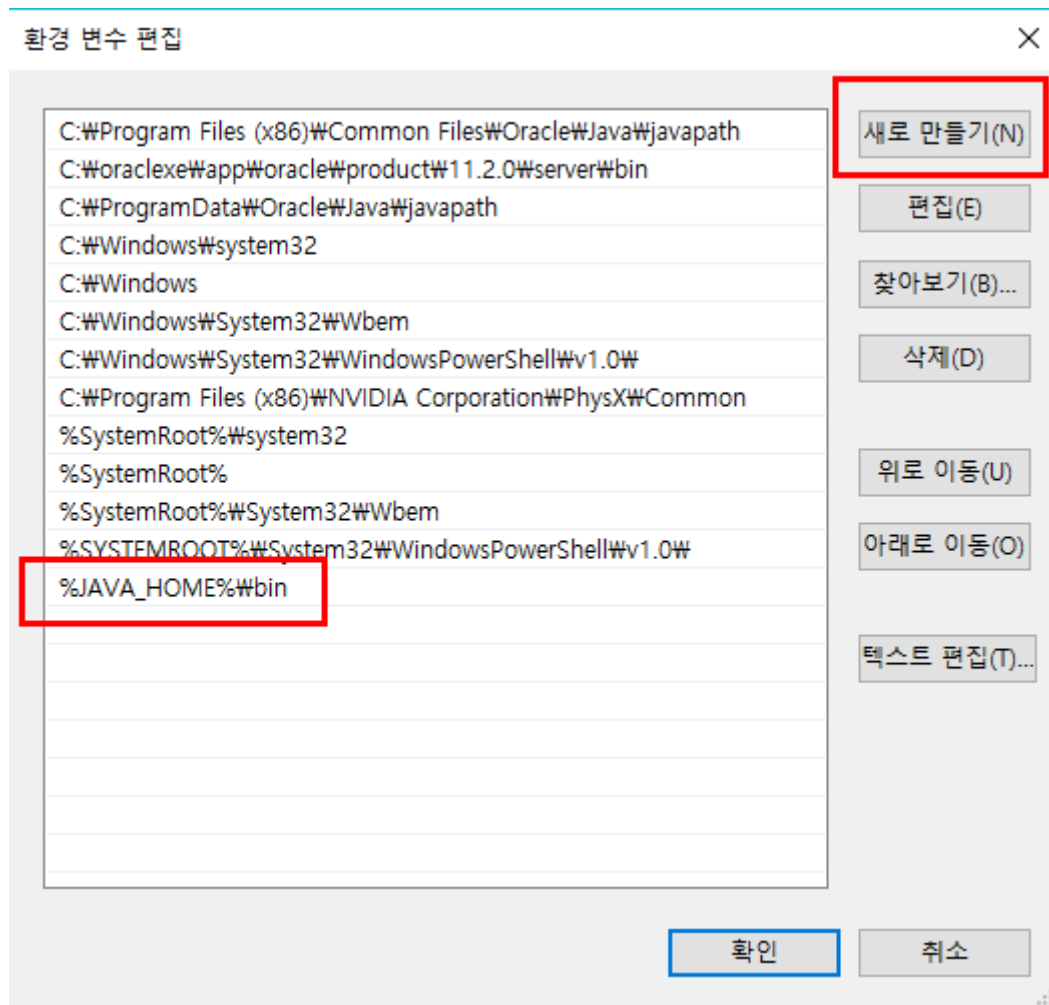 환경 변수 편집
C:₩Program Files (x86)₩Common Files₩Oracle₩Java₩javapath
C:₩oraclexe₩app₩oracle₩product₩11.2.0₩server₩bin
C:₩ProgramData₩Oracle₩Java₩javapath
C:₩Windows₩system32
C:₩Windows
C:₩Windows₩System32₩Wbem
C:₩Windows₩System32₩WindowsPowerShell₩v1.0₩
C:₩Program Files (x86)₩NVIDIA Corporation₩PhysX₩Common
%SystemRoot%₩system32
%SystemRoot%
%SystemRoot%₩System32₩Wbem
%SYSTEMROOT%₩System32₩WindowsPowerShell₩v1.0₩
%JAVA_HOME%₩bin
새로 만들기(N)
편집(E)
찾아보기(B)...
삭제(D)
위로 이동(U)
아래로 이동(O)
텍스트 편집(T)...
확인
취소